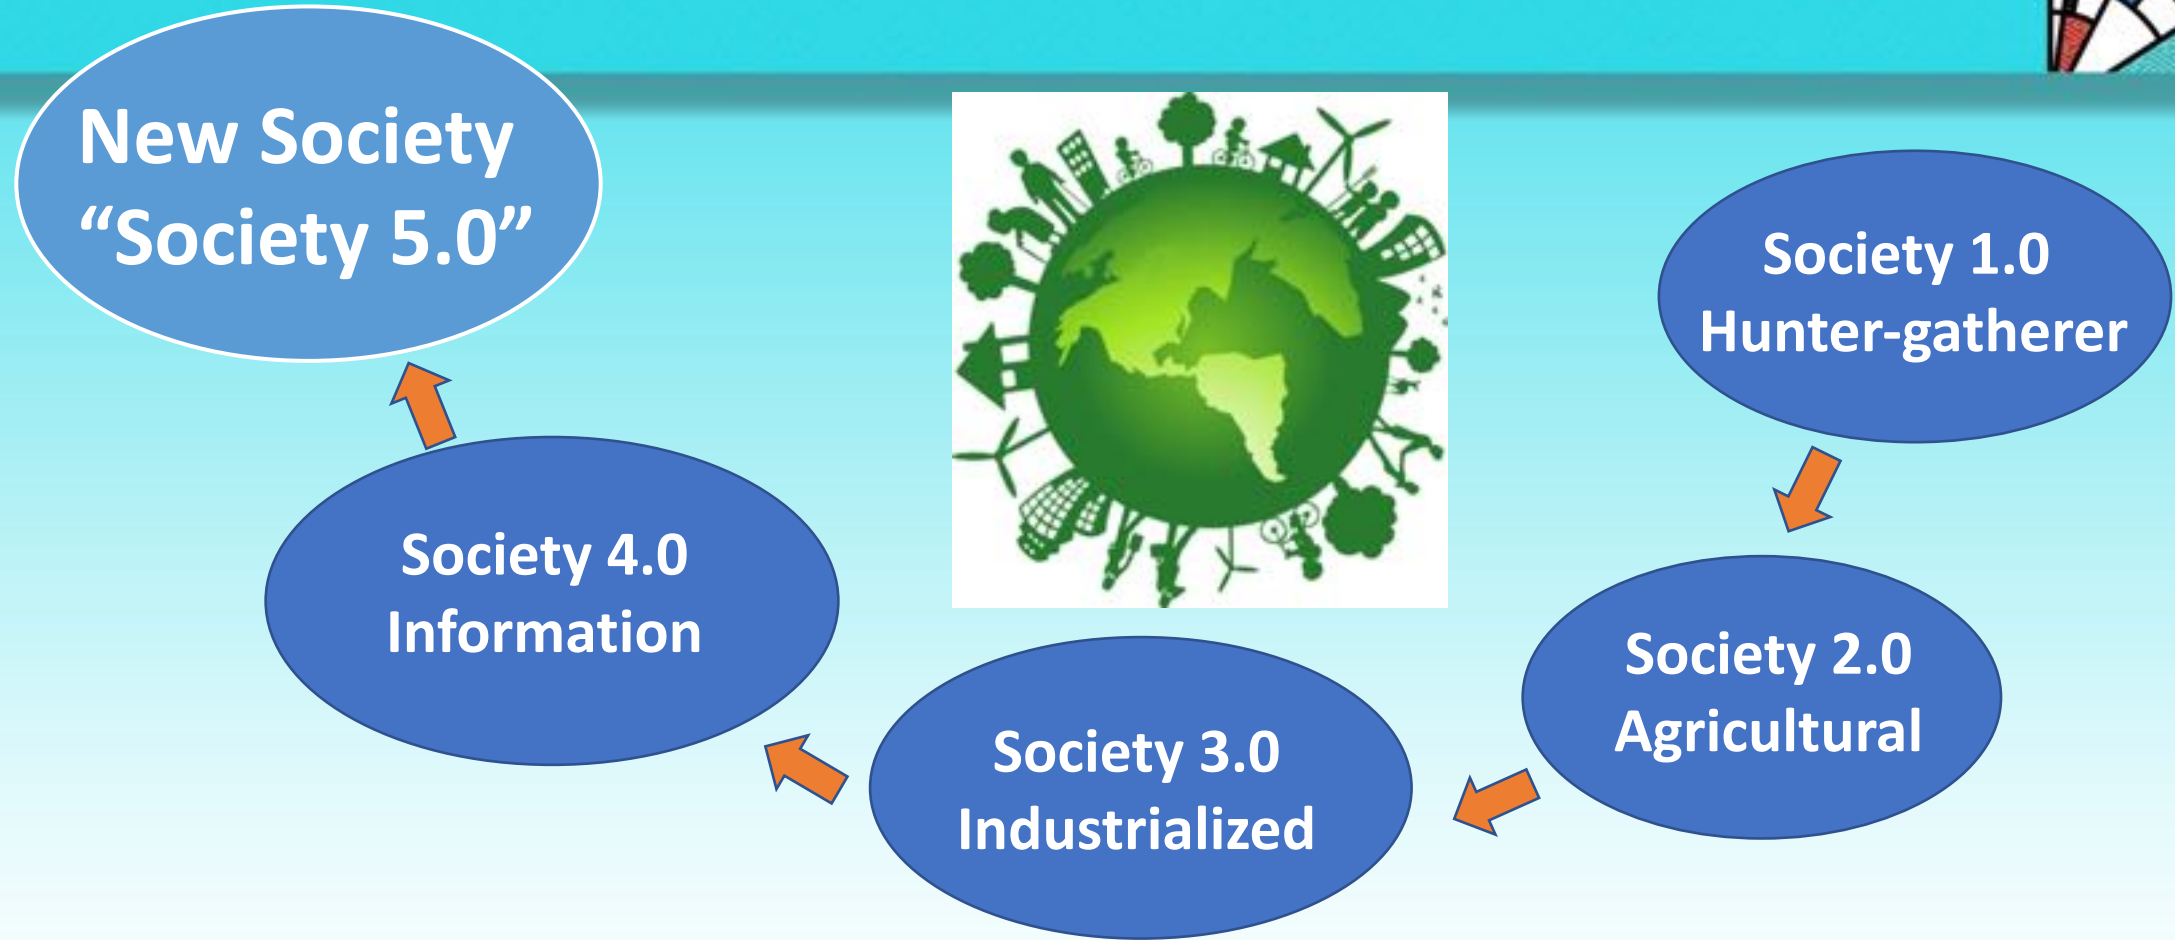 New Society
“Society 5.0”
Society 1.0
Hunter-gatherer
Society 4.0
Information
Society 2.0
Agricultural
Society 3.0
Industrialized